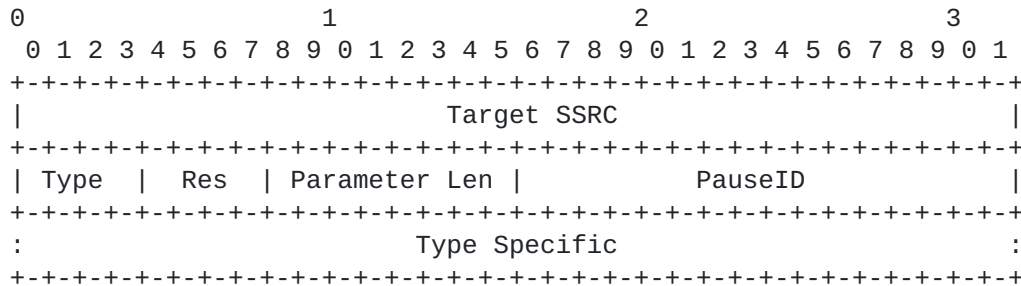 0                   1                   2                   3
 0 1 2 3 4 5 6 7 8 9 0 1 2 3 4 5 6 7 8 9 0 1 2 3 4 5 6 7 8 9 0 1
+-+-+-+-+-+-+-+-+-+-+-+-+-+-+-+-+-+-+-+-+-+-+-+-+-+-+-+-+-+-+-+-+
|                           Target SSRC                         |
+-+-+-+-+-+-+-+-+-+-+-+-+-+-+-+-+-+-+-+-+-+-+-+-+-+-+-+-+-+-+-+-+
| Type  |  Res  | Parameter Len |           PauseID             |
+-+-+-+-+-+-+-+-+-+-+-+-+-+-+-+-+-+-+-+-+-+-+-+-+-+-+-+-+-+-+-+-+
:                         Type Specific                         :
+-+-+-+-+-+-+-+-+-+-+-+-+-+-+-+-+-+-+-+-+-+-+-+-+-+-+-+-+-+-+-+-+